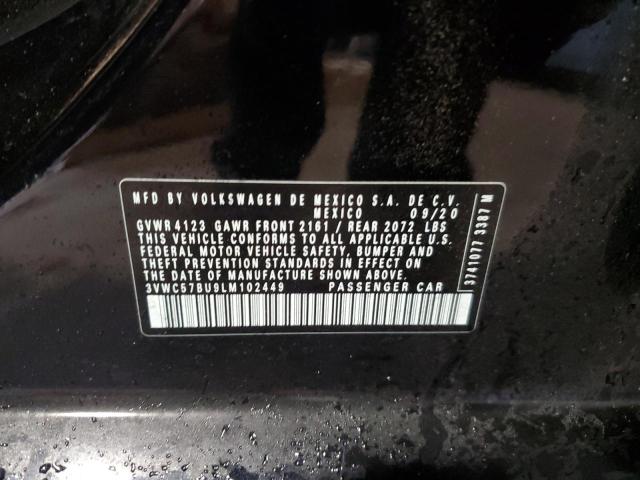 MFD BY VOLKSWAGEN DE MEXICO S.A. DE C.V.
MEXICO 09/20
GVWR 4123 GAWR FRONT 2161 / REAR 2072 LBS
THIS VEHICLE CONFORMS TO ALL APPLICABLE U.S.
FEDERAL MOTOR VEHICLE SAFETY, BUMPER AND
THEFT PREVENTION STANDARDS IN EFFECT ON
THE DATE OF MANUFACTURE SHOWN ABOVE.
3VWC57BU9LM102449 PASSENGER CAR
3741077 3387 M